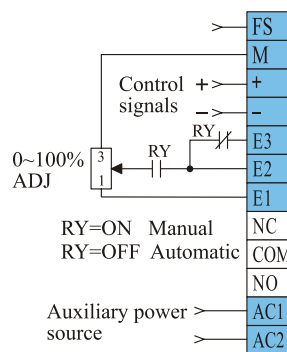 FS
M
Control + +
signals - -
RY E3
0~100% 3 RY E2
ADJ 1 E1
RY=ON Manual NC
RY=OFF Automatic COM
NO
Auxiliary power AC1
source AC2